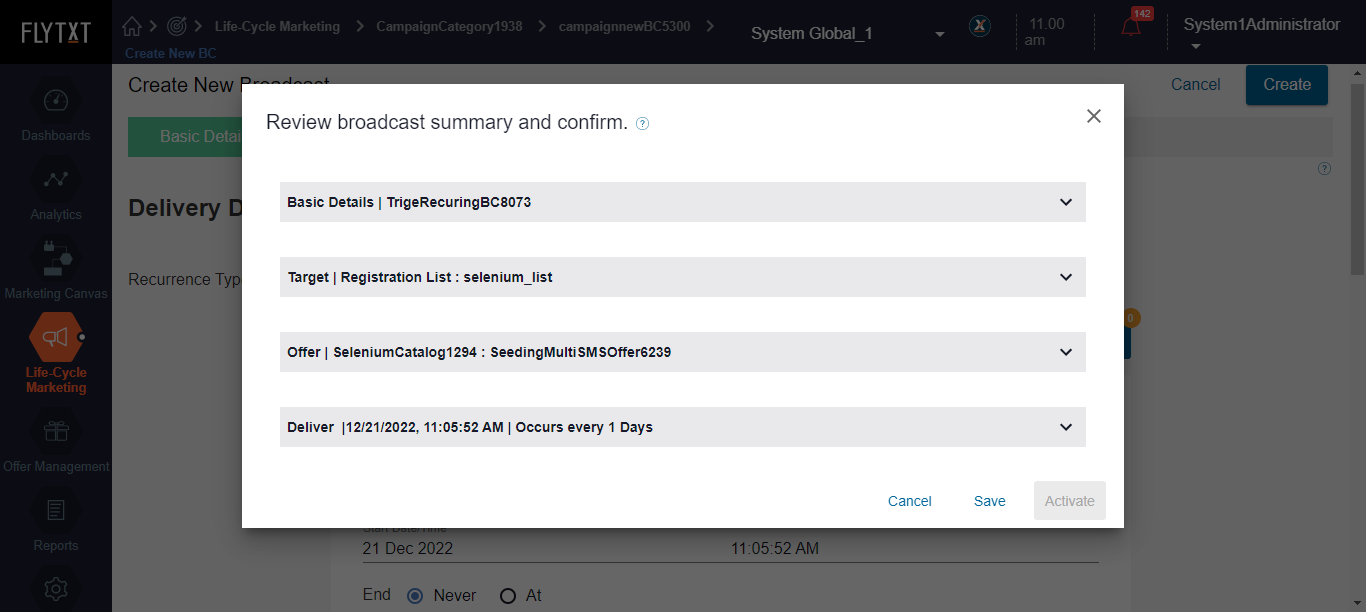 FLYTXT
Life-Cycle Marketing
CampaignCategory1938
campaignnewBC5300
Create New BC
System Global_1
X
11.00
am
142
System1Administrator
Create New Broadcast
Cancel
Create
Dashboards
Analytics
Marketing Canvas
Life-Cycle
Marketing
Offer Management
Reports
Basic Detai
Delivery D
Recurrence Typ
?
0
Review broadcast summary and confirm. ?
Basic Details | TrigeRecuringBC8073
Target | Registration List : selenium_list
Offer | SeleniumCatalog1294 : SeedingMultiSMSOffer6239
Deliver |12/21/2022, 11:05:52 AM | Occurs every 1 Days
Cancel
Save
Activate
Start Date/Time
21 Dec 2022
11:05:52 AM
End
Never
At